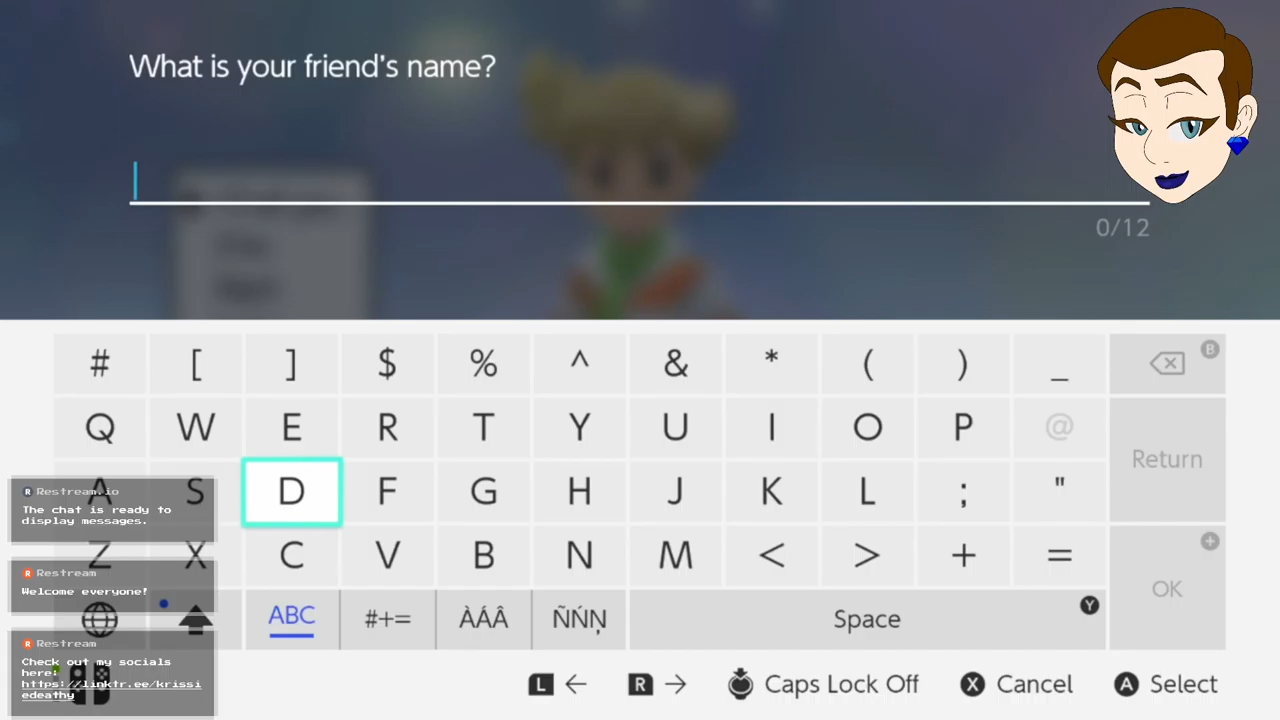 What is your friend's name?
0/12
# [ ] $ % ^ & * ( ) _ B
Q W E R T Y U I O P @
Return
A S D F G H J K L ; "
Z X C V B N M < > + =
OK
ABC #+= ÀÁÂ ÑŃŅ Space Y
R Restream.io
The chat is ready to
display messages.
R Restream
Welcome everyone!
R Restream
Check out my socials
here:
https://linktr.ee/krissi
edeathy
L ← R → Caps Lock Off X Cancel A Select